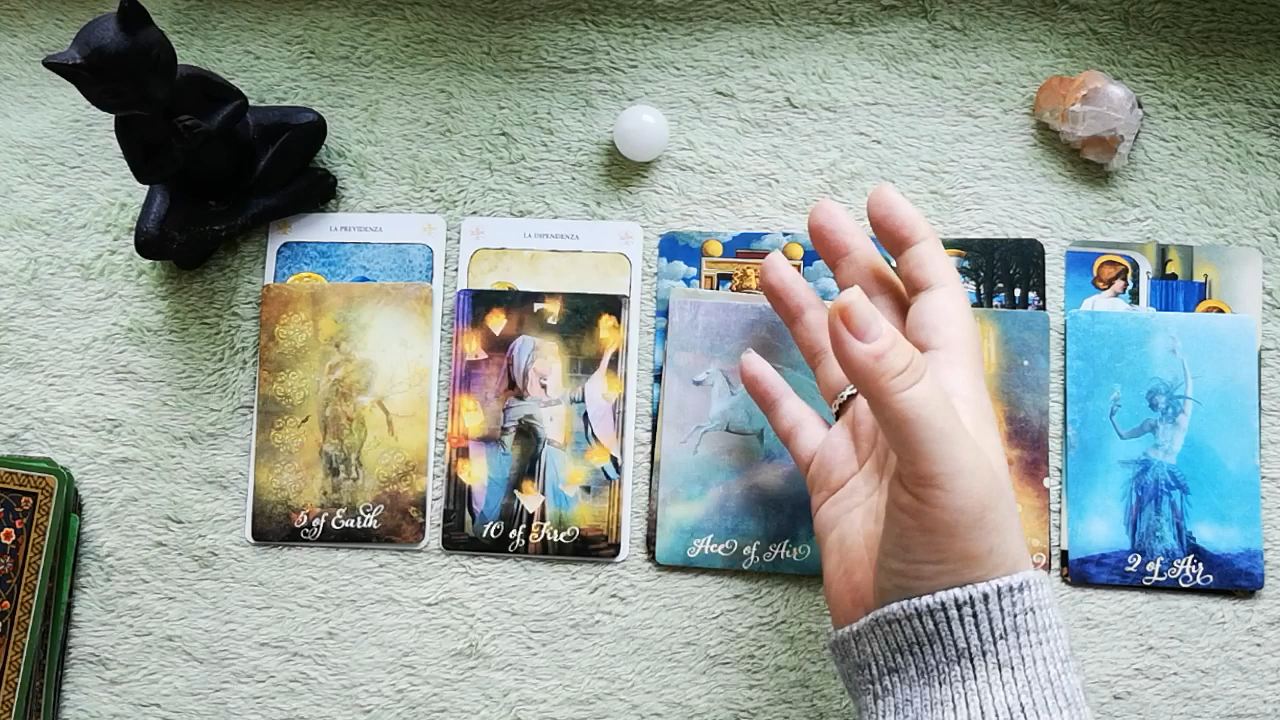 LA PREVIDENZA
LA DIPENDENZA
5 of Earth
10 of Fire
Ace of Air
2 of Air